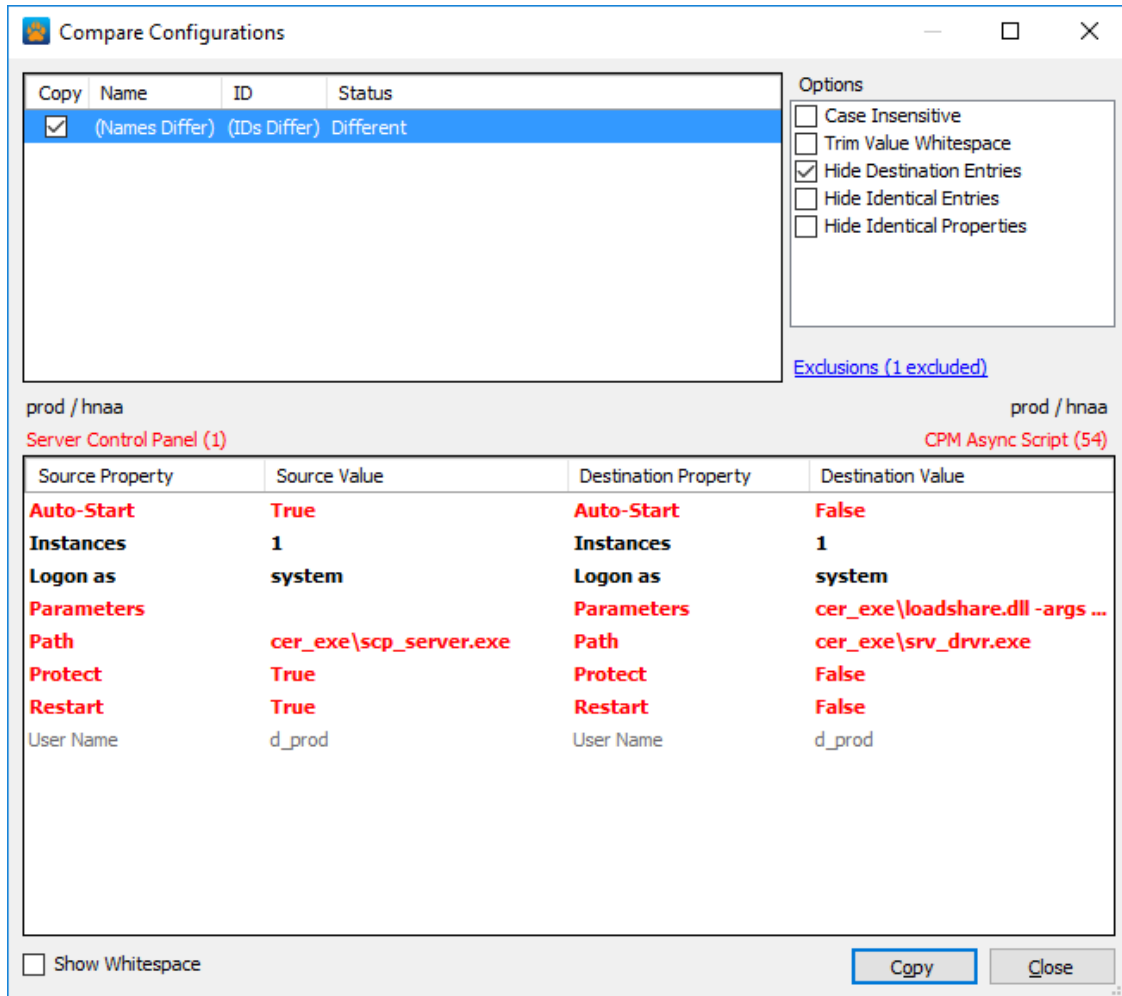 Compare Configurations
Copy Name ID Status
(Names Differ) (IDs Differ) Different
Options
Case Insensitive
Trim Value Whitespace
Hide Destination Entries
Hide Identical Entries
Hide Identical Properties
Exclusions (1 excluded)
prod / hnaa prod / hnaa
Server Control Panel (1) CPM Async Script (54)
Source Property Source Value Destination Property Destination Value
Auto-Start True Auto-Start False
Instances 1 Instances 1
Logon as system Logon as system
Parameters Parameters cer_exe\loadshare.dll -args ...
Path cer_exe\scp_server.exe Path cer_exe\srv_drvr.exe
Protect True Protect False
Restart True Restart False
User Name d_prod User Name d_prod
Show Whitespace Copy Close